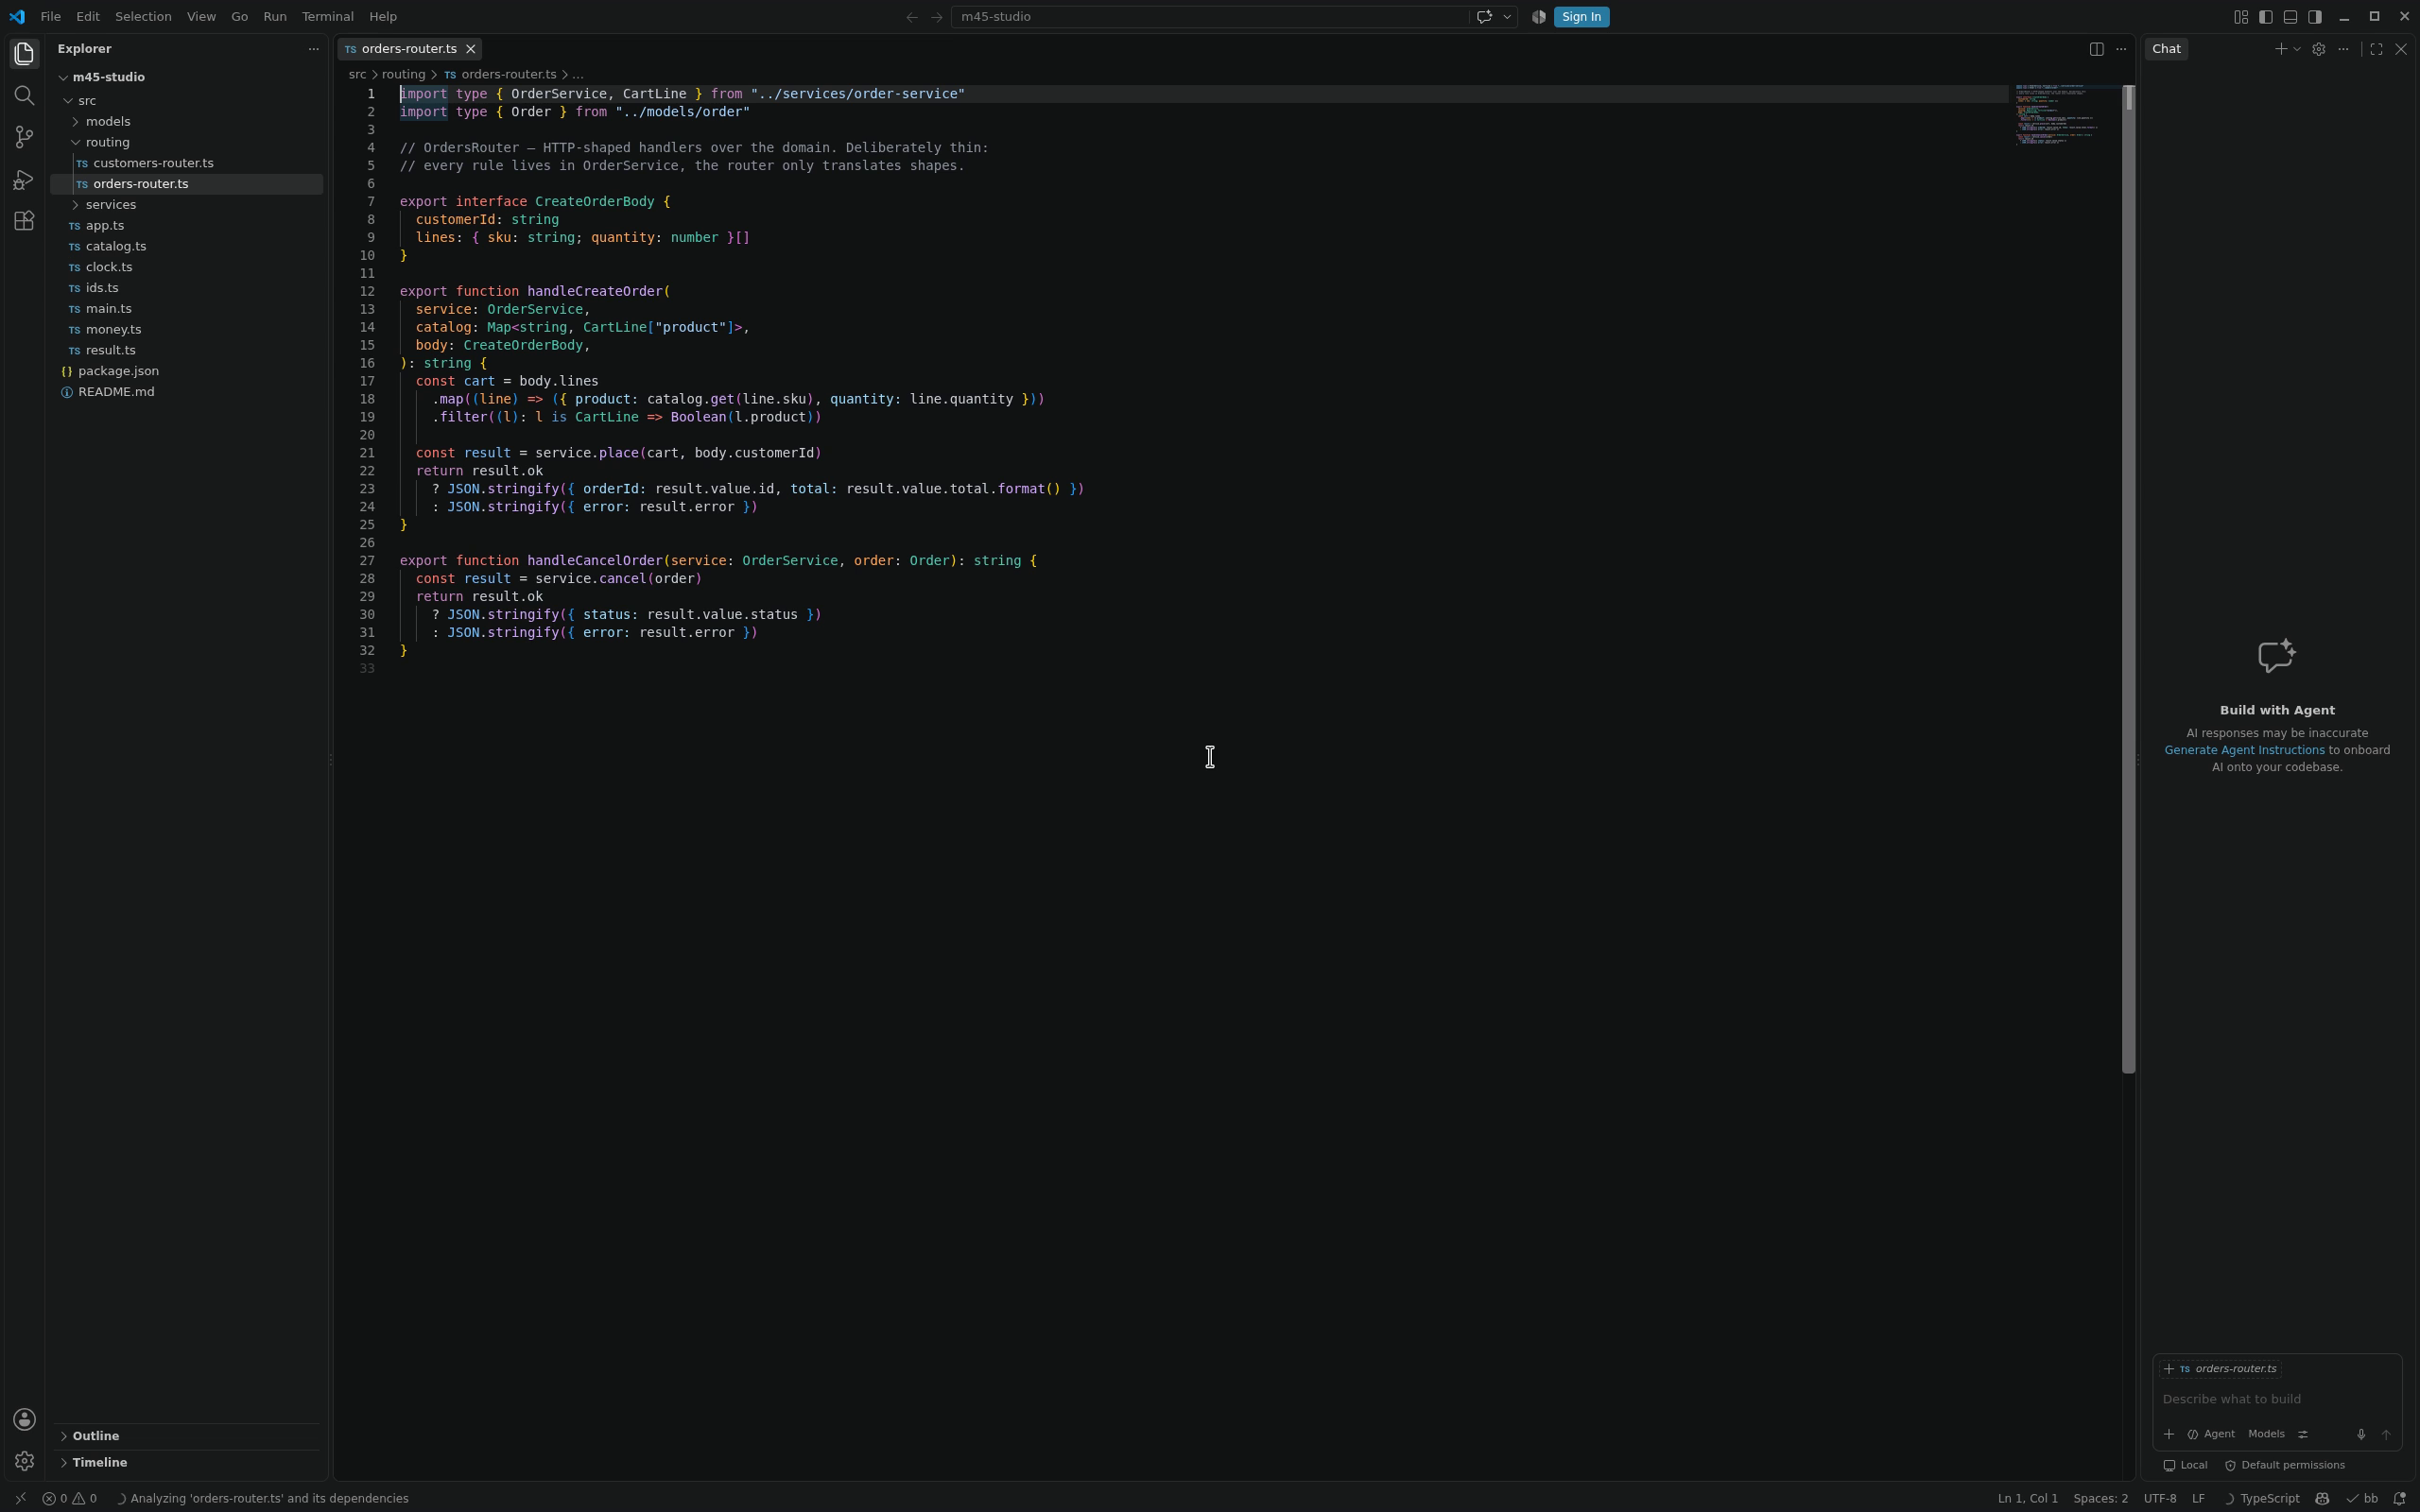 File Edit Selection View Go Run Terminal Help
m45-studio
Sign In
Explorer
m45-studio
src
models
routing
TS customers-router.ts
TS orders-router.ts
services
TS app.ts
TS catalog.ts
TS clock.ts
TS ids.ts
TS main.ts
TS money.ts
TS result.ts
{ } package.json
README.md
Outline
Timeline
TS orders-router.ts
src > routing > TS orders-router.ts > ...
1 import type { OrderService, CartLine } from "../services/order-service"
2 import type { Order } from "../models/order"
3
4 // OrdersRouter — HTTP-shaped handlers over the domain. Deliberately thin:
5 // every rule lives in OrderService, the router only translates shapes.
6
7 export interface CreateOrderBody {
8   customerId: string
9   lines: { sku: string; quantity: number }[]
10 }
11
12 export function handleCreateOrder(
13   service: OrderService,
14   catalog: Map<string, CartLine["product"]>,
15   body: CreateOrderBody,
16 ): string {
17   const cart = body.lines
18     .map((line) => ({ product: catalog.get(line.sku), quantity: line.quantity }))
19     .filter((l): l is CartLine => Boolean(l.product))
20
21   const result = service.place(cart, body.customerId)
22   return result.ok
23     ? JSON.stringify({ orderId: result.value.id, total: result.value.total.format() })
24     : JSON.stringify({ error: result.error })
25 }
26
27 export function handleCancelOrder(service: OrderService, order: Order): string {
28   const result = service.cancel(order)
29   return result.ok
30     ? JSON.stringify({ status: result.value.status })
31     : JSON.stringify({ error: result.error })
32 }
33
Chat
Build with Agent
AI responses may be inaccurate
Generate Agent Instructions to onboard
AI onto your codebase.
TS orders-router.ts
Describe what to build
Agent Models
Local Default permissions
0 0 Analyzing 'orders-router.ts' and its dependencies
Ln 1, Col 1 Spaces: 2 UTF-8 LF TypeScript bb